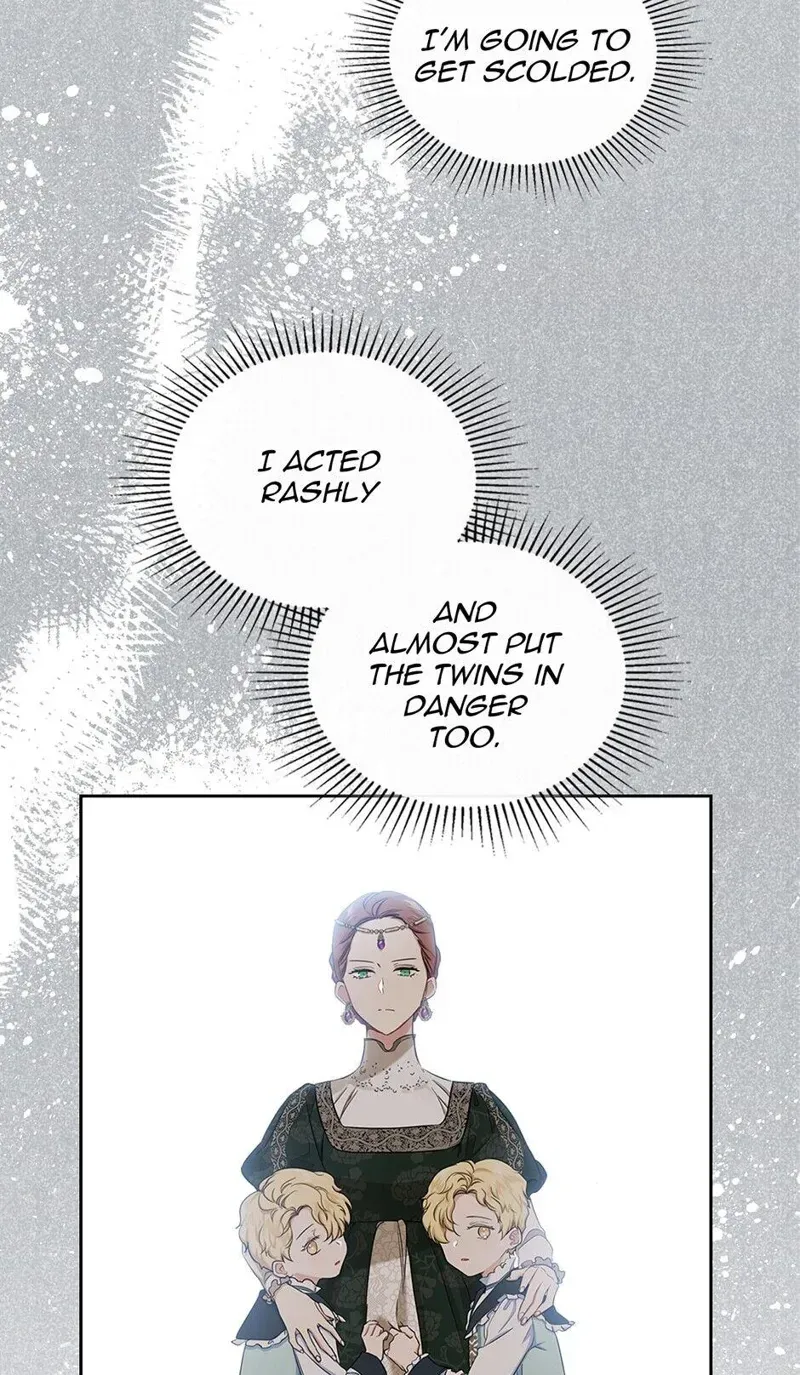 I'M GOING TO
GET SCOLDED.
I ACTED
RASHLY
AND
ALMOST PUT
THE TWINS IN
DANGER
TOO.